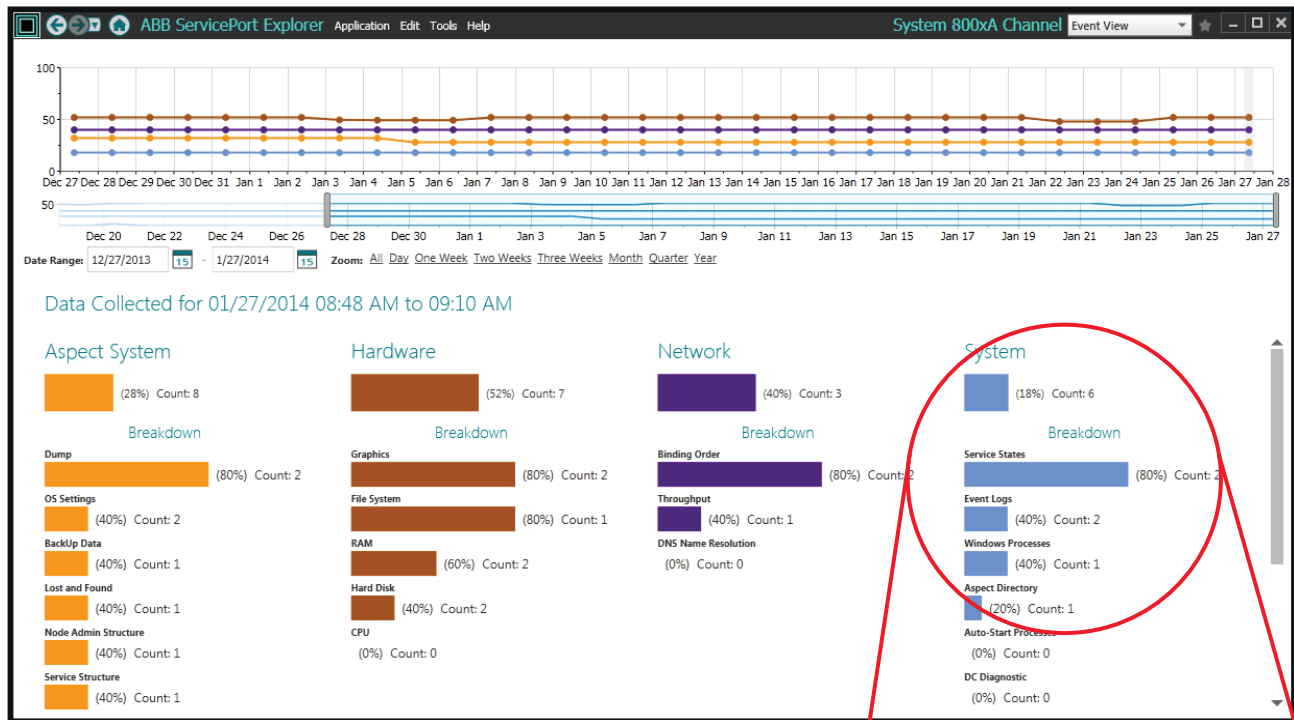 ABB ServicePort Explorer Application Edit Tools Help System 800xA Channel Event View
100
50
0
Dec 27 Dec 28 Dec 29 Dec 30 Dec 31 Jan 1 Jan 2 Jan 3 Jan 4 Jan 5 Jan 6 Jan 7 Jan 8 Jan 9 Jan 10 Jan 11 Jan 12 Jan 13 Jan 14 Jan 15 Jan 16 Jan 17 Jan 18 Jan 19 Jan 20 Jan 21 Jan 22 Jan 23 Jan 24 Jan 25 Jan 26 Jan 27 Jan 28
50
Dec 20 Dec 22 Dec 24 Dec 26 Dec 28 Dec 30 Jan 1 Jan 3 Jan 5 Jan 7 Jan 9 Jan 11 Jan 13 Jan 15 Jan 17 Jan 19 Jan 21 Jan 23 Jan 25 Jan 27
Date Range: 12/27/2013 15 - 1/27/2014 15 Zoom: All Day One Week Two Weeks Three Weeks Month Quarter Year
Data Collected for 01/27/2014 08:48 AM to 09:10 AM
Aspect System
(28%) Count: 8
Breakdown
Dump
(80%) Count: 2
OS Settings
(40%) Count: 2
BackUp Data
(40%) Count: 1
Lost and Found
(40%) Count: 1
Node Admin Structure
(40%) Count: 1
Service Structure
(40%) Count: 1
Hardware
(52%) Count: 7
Breakdown
Graphics
(80%) Count: 2
File System
(80%) Count: 1
RAM
(60%) Count: 2
Hard Disk
(40%) Count: 2
CPU
(0%) Count: 0
Network
(40%) Count: 3
Breakdown
Binding Order
(80%) Count: 2
Throughput
(40%) Count: 1
DNS Name Resolution
(0%) Count: 0
System
(18%) Count: 6
Breakdown
Service States
(80%) Count: 2
Event Logs
(40%) Count: 2
Windows Processes
(40%) Count: 1
Aspect Directory
(20%) Count: 1
Auto-Start Processes
(0%) Count: 0
DC Diagnostic
(0%) Count: 0